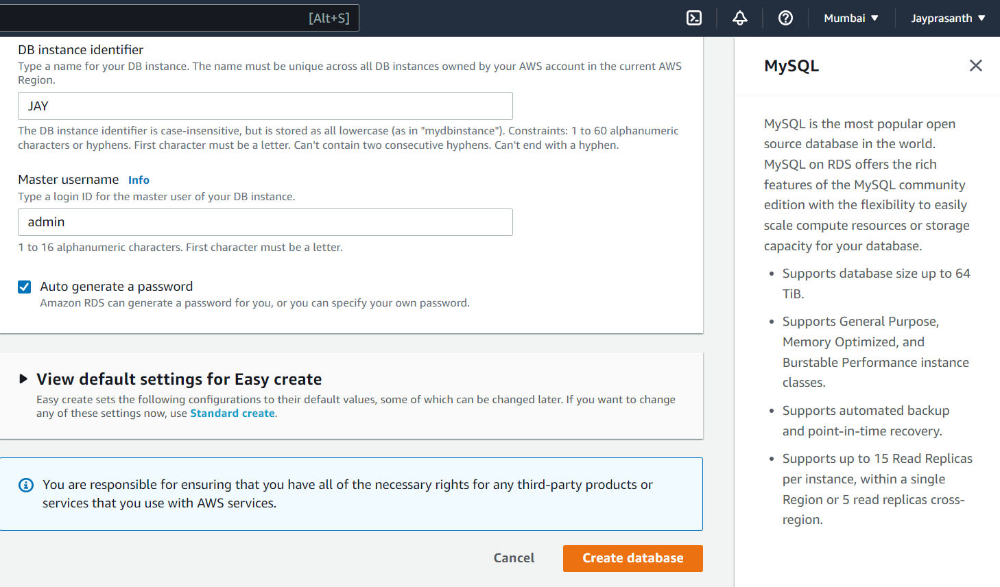 [Alt+S]
Mumbai ▼
Jayprasanth ▼
DB instance identifier
Type a name for your DB instance. The name must be unique across all DB instances owned by your AWS account in the current AWS
Region.
JAY
The DB instance identifier is case-insensitive, but is stored as all lowercase (as in "mydbinstance"). Constraints: 1 to 60 alphanumeric
characters or hyphens. First character must be a letter. Can't contain two consecutive hyphens. Can't end with a hyphen.
Master username Info
Type a login ID for the master user of your DB instance.
admin
1 to 16 alphanumeric characters. First character must be a letter.
Auto generate a password
Amazon RDS can generate a password for you, or you can specify your own password.
View default settings for Easy create
Easy create sets the following configurations to their default values, some of which can be changed later. If you want to change
any of these settings now, use Standard create.
You are responsible for ensuring that you have all of the necessary rights for any third-party products or
services that you use with AWS services.
Cancel
Create database
MySQL
MySQL is the most popular open
source database in the world.
MySQL on RDS offers the rich
features of the MySQL community
edition with the flexibility to easily
scale compute resources or storage
capacity for your database.
• Supports database size up to 64
TiB.
• Supports General Purpose,
Memory Optimized, and
Burstable Performance instance
classes.
• Supports automated backup
and point-in-time recovery.
• Supports up to 15 Read Replicas
per instance, within a single
Region or 5 read replicas cross-
region.